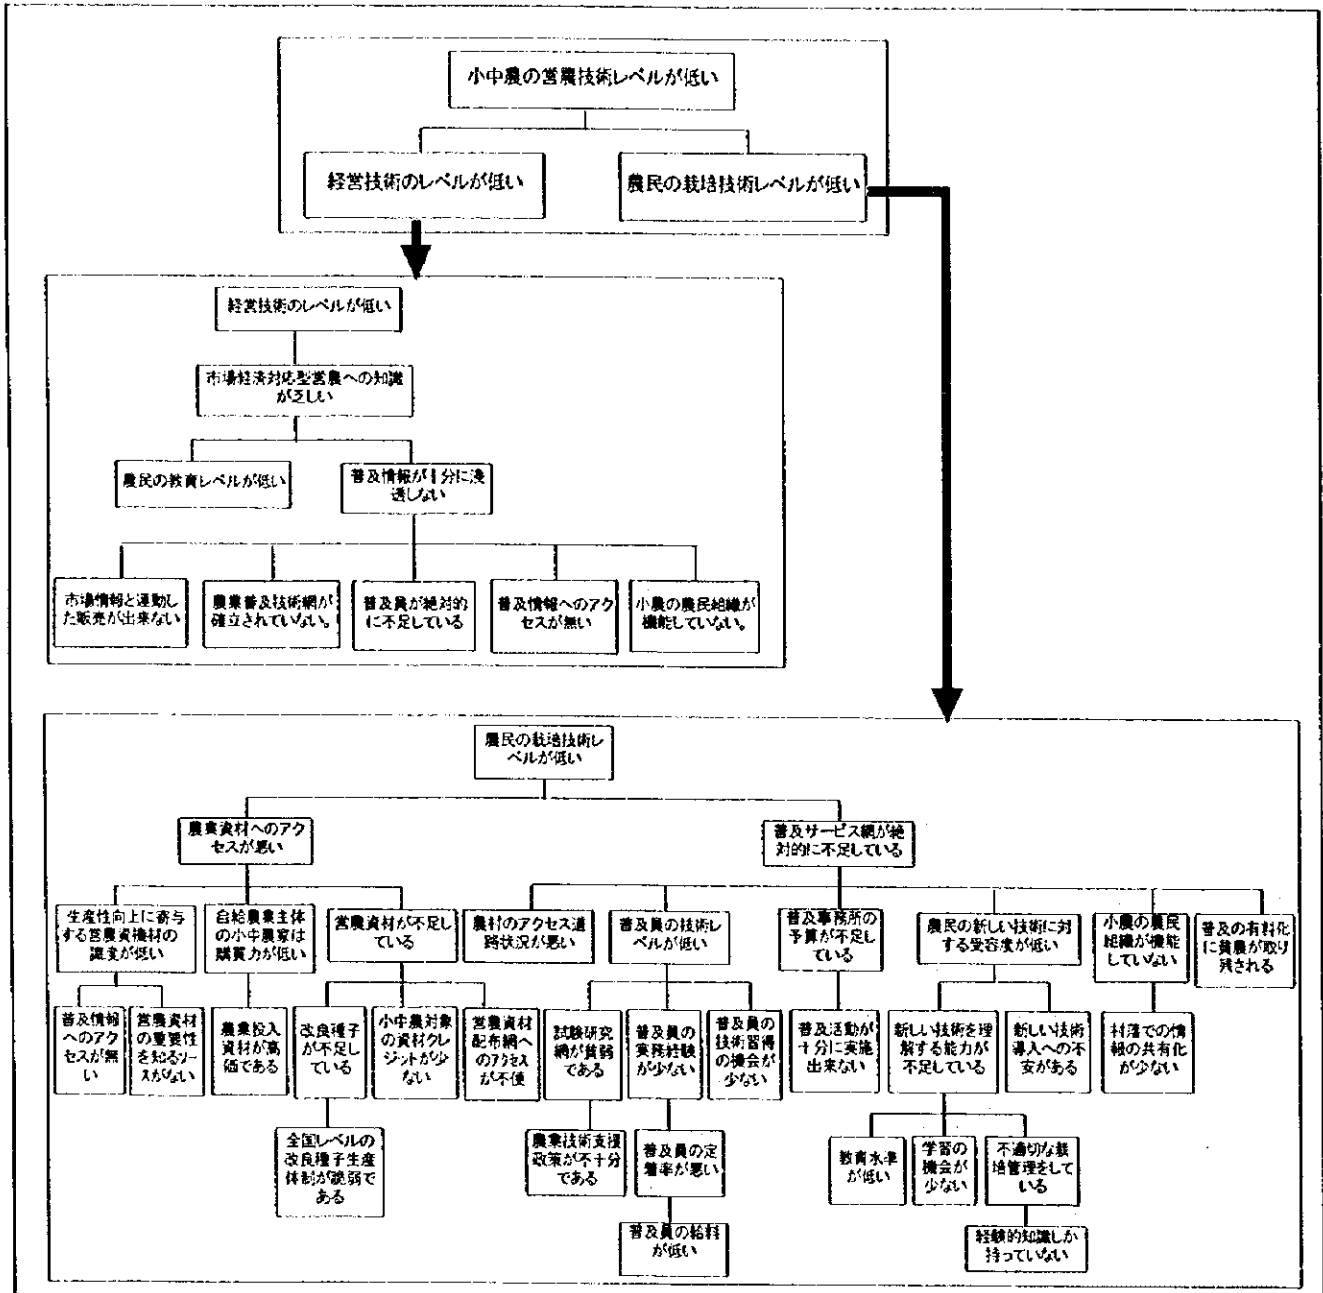 小中農の営農技術レベルが低い
経営技術のレベルが低い
農民の栽培技術レベルが低い
経営技術のレベルが低い
市場経済対応型営農への知識
が乏しい
農民の教育レベルが低い
普及情報が十分に浸
透しない
市場情報と連動し
た販売が出来ない
農業普及技術網が
確立されていない。
普及員が絶対的
に不足している
普及情報へのアク
セスが無い
小農の農民組織が
機能していない。
農民の栽培技術レ
ベルが低い
農業資材へのアク
セスが悪い
普及サービス網が絶
対的に不足している
生産性向上に寄与
する営農資機材の
認度が低い
自給農業主体
の小中農家は
購買力が低い
営農資材が不足し
ている
農村のアクセス道
路状況が悪い
普及員の技術レ
ベルが低い
普及事務所の
予算が不足し
ている
農民の新しい技術に対
する受容度が低い
小農の農民
組織が機能
していない
普及の有料化
に貧農が取り
残される
普及情報
へのアク
セスが無
い
営農資材
の重要性
を知るソー
スがない
農業投入
資材が高
価である
改良種子
が不足し
ている
小中農対象
の資材クレ
ジットが少
ない
営農資材
配布網へ
のアクセス
が不便
試験研究
網が貧弱
である
普及員の
実務経験
が少ない
普及員の
技術習得
の機会が
少ない
普及活動が
十分に実施
出来ない
新しい技術を理
解する能力が
不足している
新しい技術
導入への不
安がある
村落での情
報の共有化
が少ない
全国レベルの
改良種子生産
体制が脆弱で
ある
農業技術支援
政策が不十分
である
普及員の定
着率が悪い
教育水準
が低い
学習の
機会が
少ない
不適切な栽
培管理をして
いる
普及員の給料
が低い
経験的知識しか
持っていない